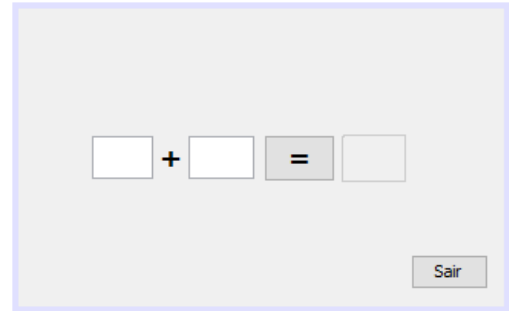 + =
Sair